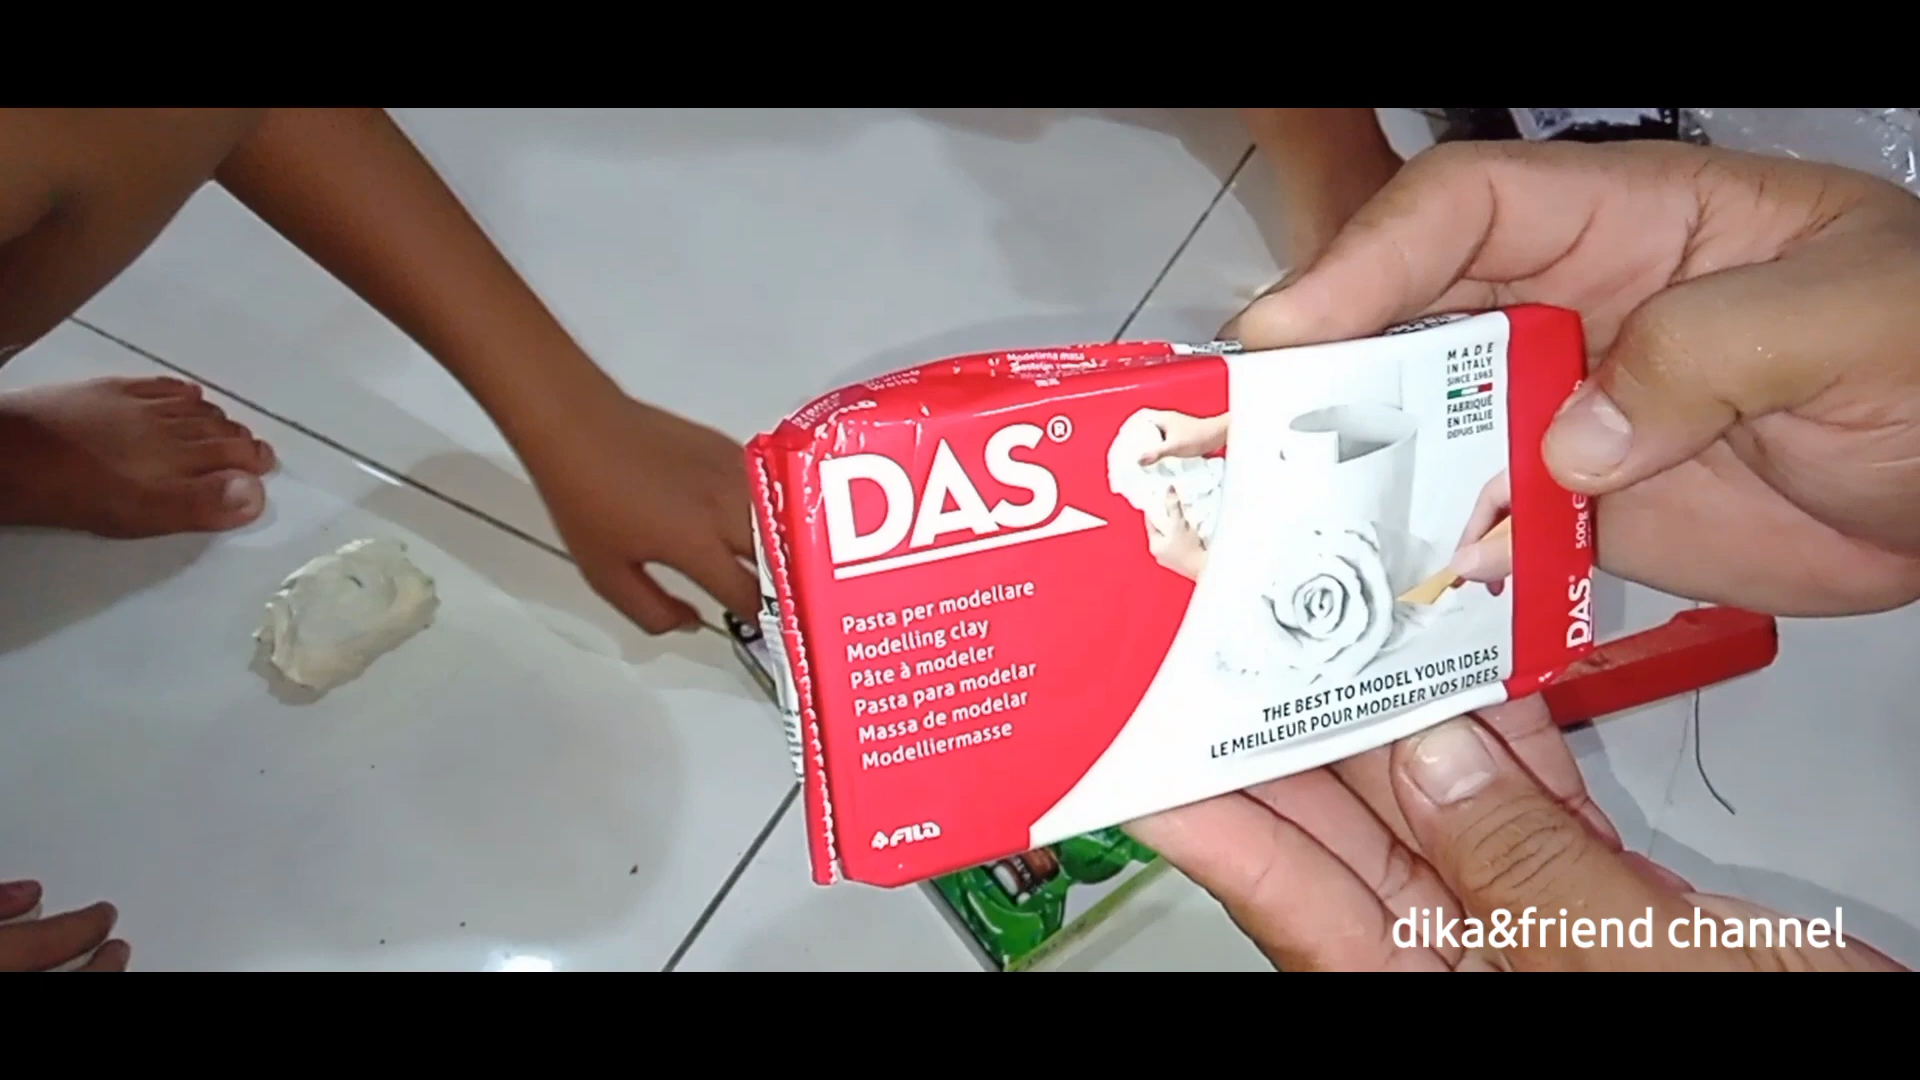 DAS®
Pasta per modellare
Modelling clay
Pâte à modeler
Pasta para modelar
Massa de modelar
Modelliermasse
FILA
MADE
IN ITALY
SINCE 1963
FABRIQUÉ
EN ITALIE
DEPUIS 1963
THE BEST TO MODEL YOUR IDEAS
LE MEILLEUR POUR MODELER VOS IDEES
500g
DAS®
dika&friend channel